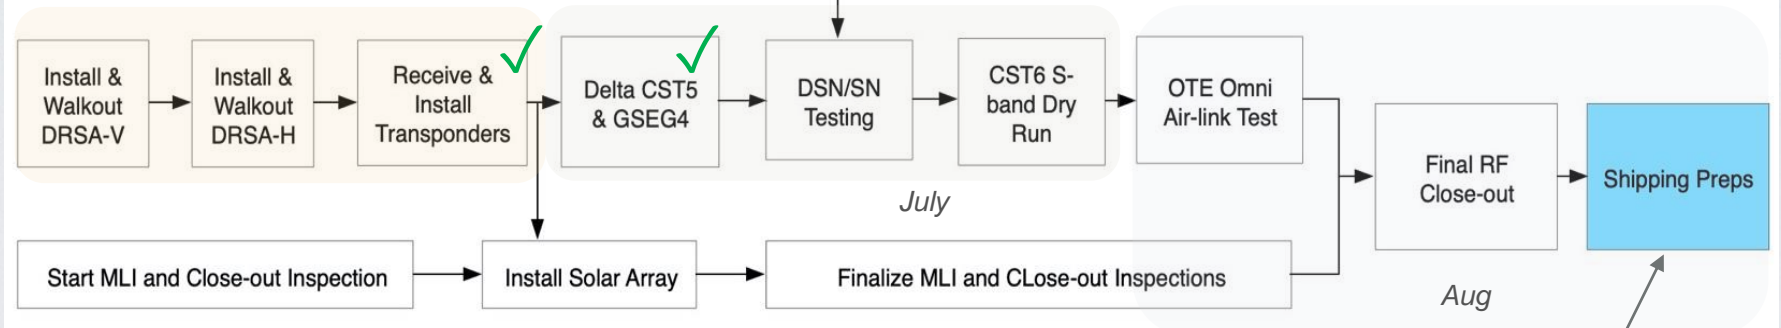 Install &
Walkout
DRSA-V
Install &
Walkout
DRSA-H
Receive &
Install
Transponders
Delta CST5
& GSEG4
DSN/SN
Testing
CST6 S-
band Dry
Run
OTE Omni
Air-link Test
Final RF
Close-out
Shipping Preps
July
Start MLI and Close-out Inspection
Install Solar Array
Finalize MLI and CLose-out Inspections
Aug